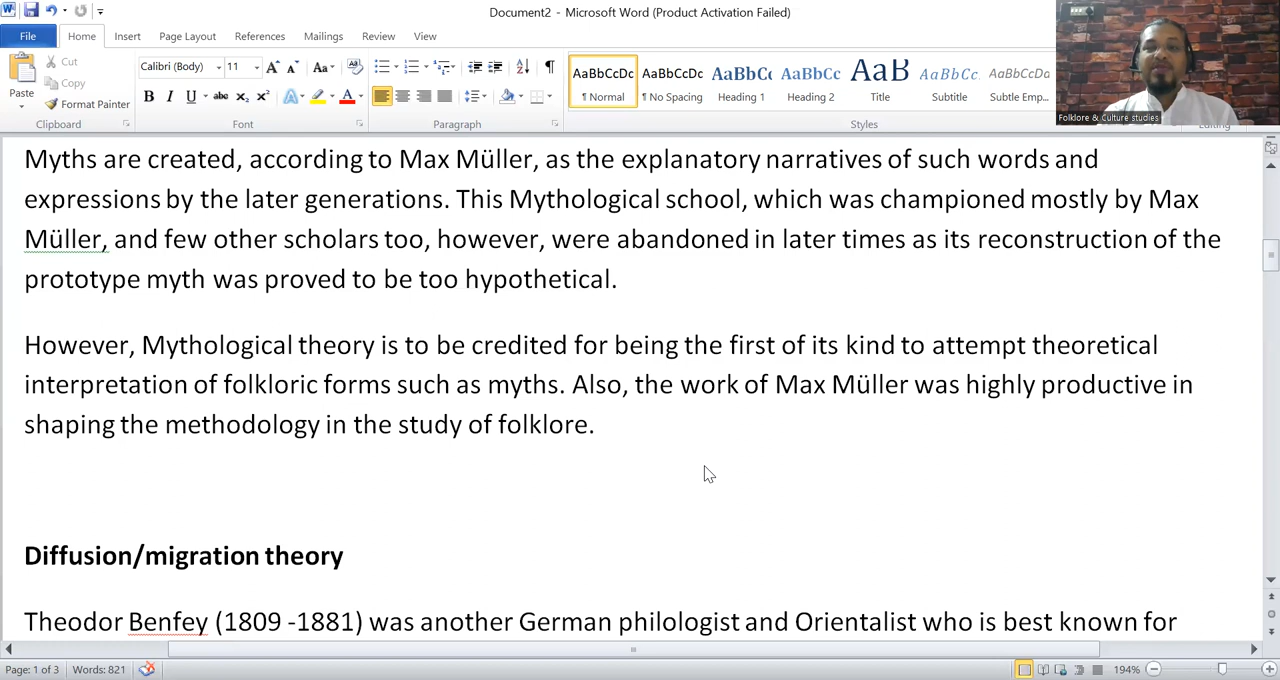 Document2 - Microsoft Word (Product Activation Failed)
File Home Insert Page Layout References Mailings Review View
Paste
Cut
Copy
Format Painter
Clipboard
Calibri (Body) 11
Font
Paragraph
AaBbCcDc AaBbCcDc AaBbC AaBbCc AaB AaBbCc. AaBbCcDc
¶ Normal ¶ No Spacing Heading 1 Heading 2 Title Subtitle Subtle Emp...
Styles
Editing
Folklore & Culture studies
Myths are created, according to Max Müller, as the explanatory narratives of such words and
expressions by the later generations. This Mythological school, which was championed mostly by Max
Müller, and few other scholars too, however, were abandoned in later times as its reconstruction of the
prototype myth was proved to be too hypothetical.
However, Mythological theory is to be credited for being the first of its kind to attempt theoretical
interpretation of folkloric forms such as myths. Also, the work of Max Müller was highly productive in
shaping the methodology in the study of folklore.
Diffusion/migration theory
Theodor Benfey (1809 -1881) was another German philologist and Orientalist who is best known for
Page: 1 of 3 Words: 821 194%